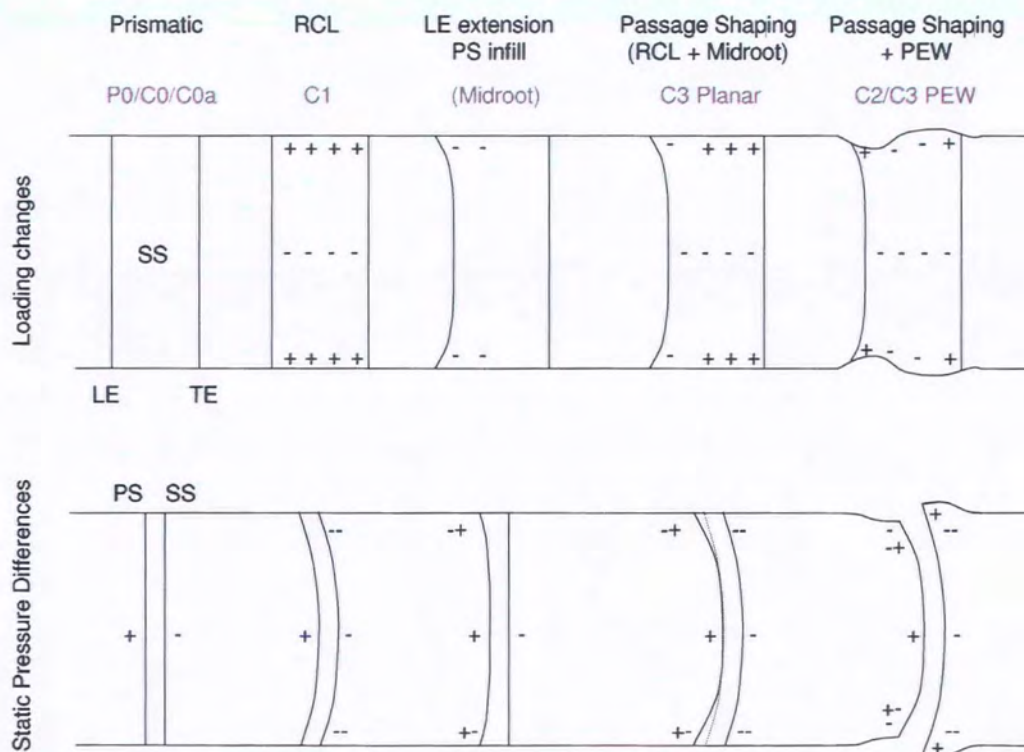 Prismatic RCL LE extension Passage Shaping Passage Shaping
PS infill (RCL + Midroot) + PEW
P0/C0/C0a C1 (Midroot) C3 Planar C2/C3 PEW
Loading changes
+ + + + - - - + + + + - - +
SS - - - - - - - - - - - -
+ + + + - - - + + + + - - +
LE TE
Static Pressure Differences
PS SS
-- -+ -+ -- + - -- -+
+ - + - + - + - + -
-- +- +- -- +- - -- +